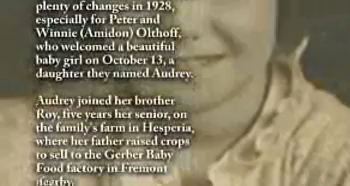 plenty of changes in 1928,
especially for Peter and
Winnie (Amidon) Olthoff,
who welcomed a beautiful
baby girl on October 13, a
daughter they named Audrey.
Audrey joined her brother
Roy, five years her senior, on
the family's farm in Hesperia,
where her father raised crops
to sell to the Gerber Baby
Food factory in Fremont
nearby.